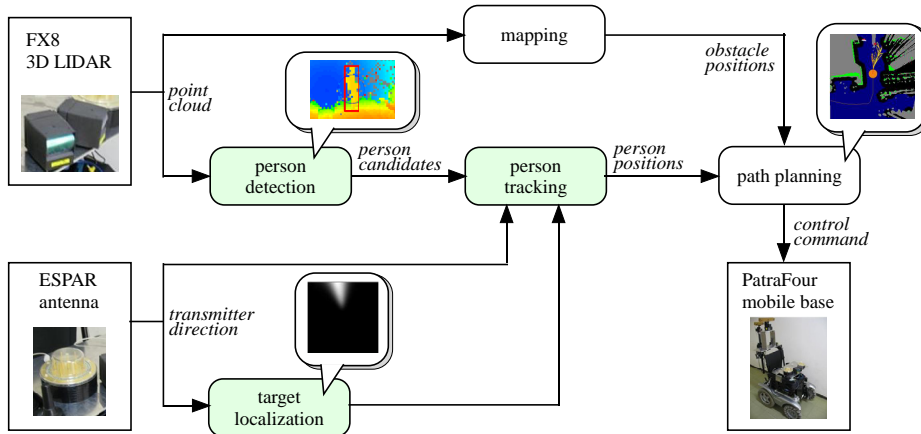 FX8
3D LIDAR
point
cloud
mapping
obstacle
positions
person
detection
person
candidates
person
tracking
person
positions
path planning
control
command
ESPAR
antenna
transmitter
direction
target
localization
PatraFour
mobile base